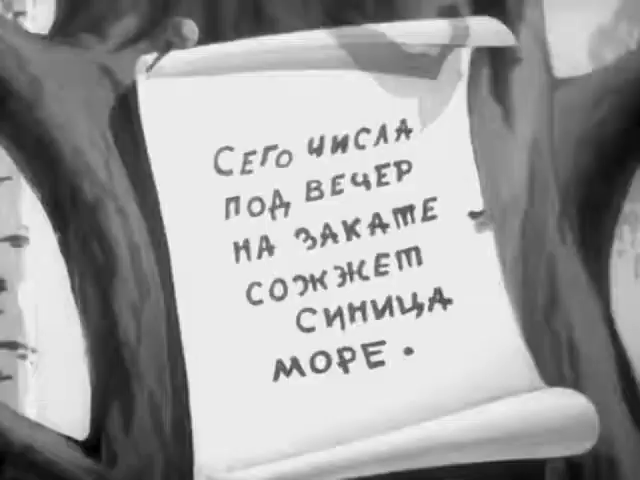 Сего числа
под вечер
на закате
сожжет
синица
море.